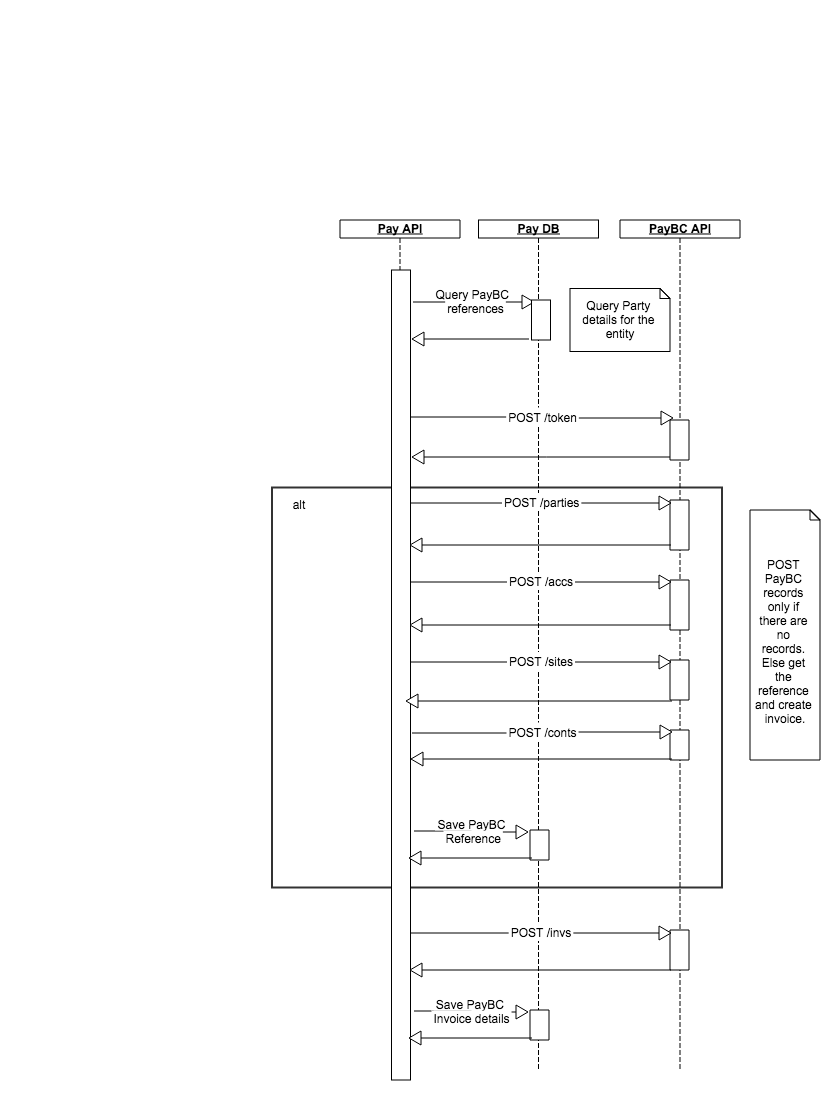 Pay API
Pay DB
PayBC API
Query PayBC
references
Query Party
details for the
entity
POST /token
alt
POST /parties
POST /accs
POST /sites
POST /conts
POST
PayBC
records
only if
there are
no
records.
Else get
the
reference
and create
invoice.
Save PayBC
Reference
POST /invs
Save PayBC
Invoice details